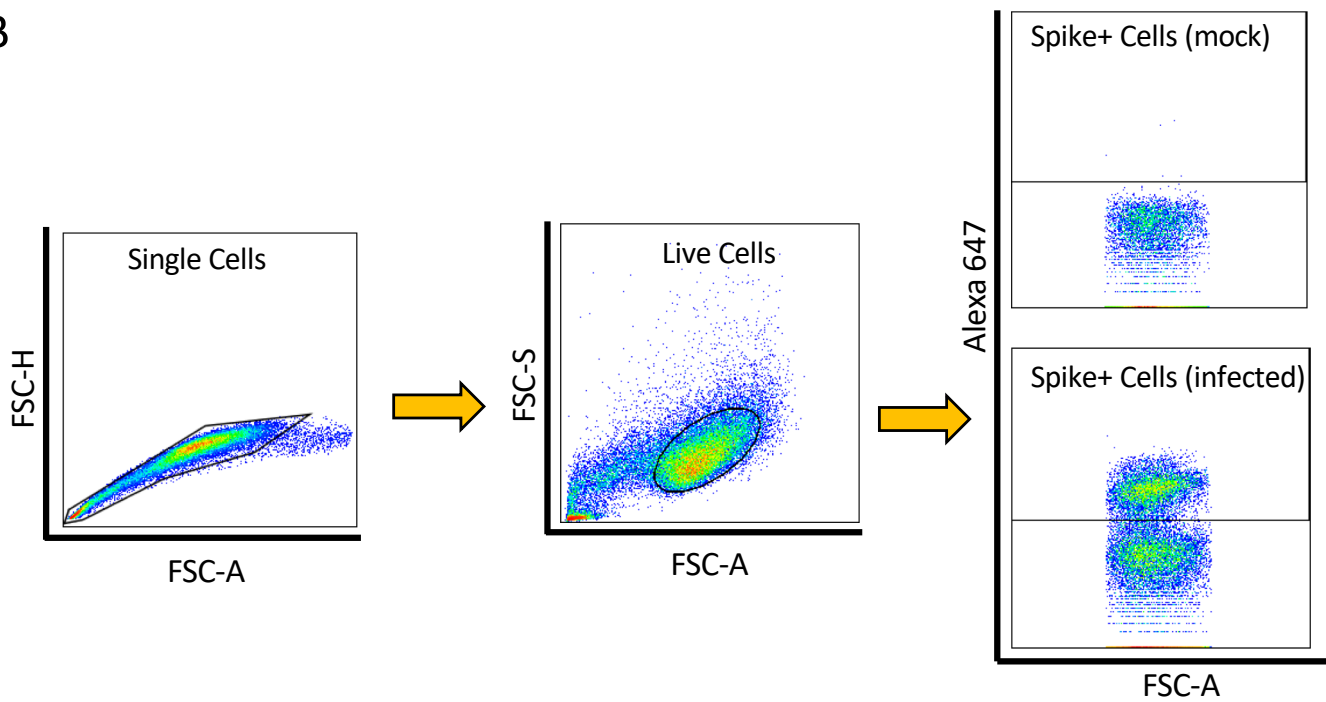 B
Single Cells
FSC-H
FSC-A
Live Cells
FSC-S
FSC-A
Spike+ Cells (mock)
Alexa 647
Spike+ Cells (infected)
FSC-A